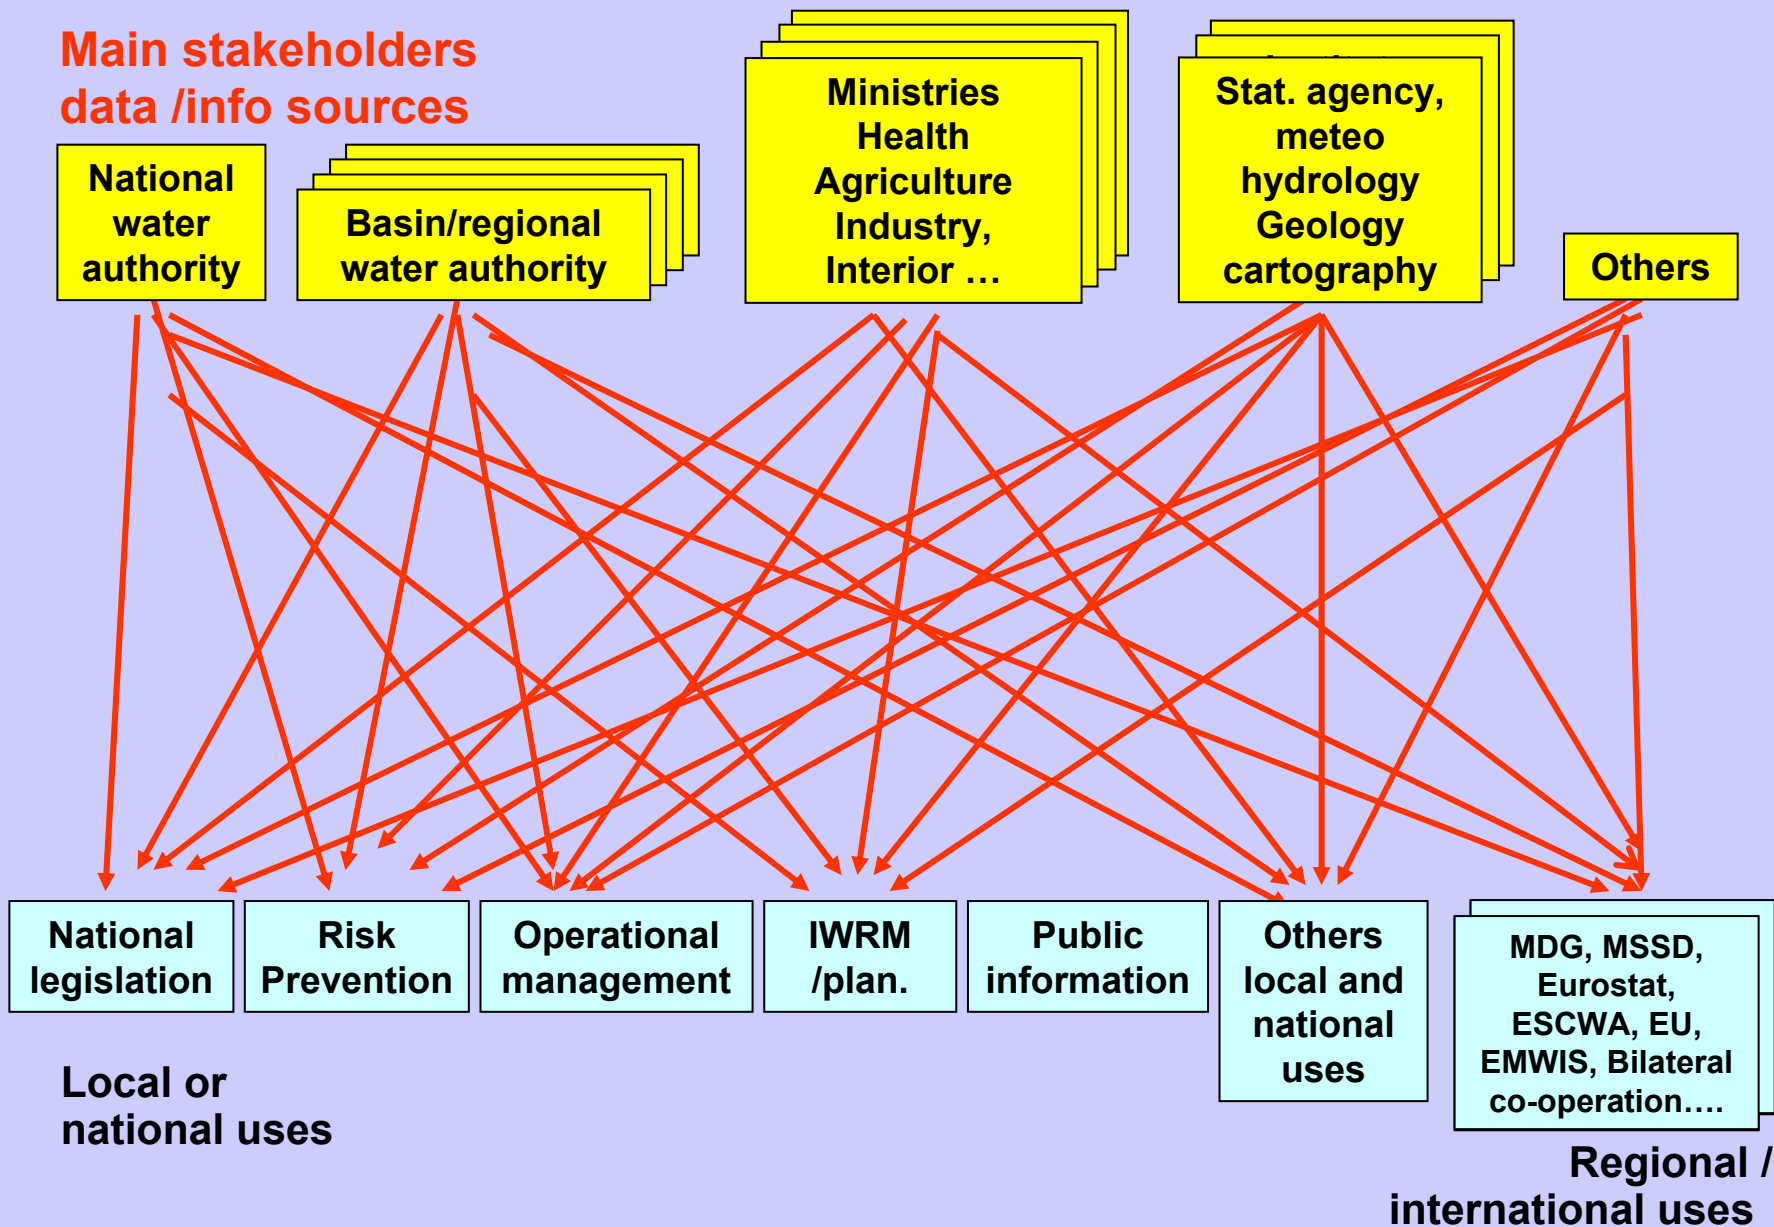 Main stakeholders
data /info sources
National
water
authority
Basin/regional
water authority
Ministries
Health
Agriculture
Industry,
Interior …
Stat. agency,
meteo
hydrology
Geology
cartography
Others
National
legislation
Risk
Prevention
Operational
management
IWRM
/plan.
Public
information
Others
local and
national
uses
MDG, MSSD,
Eurostat,
ESCWA, EU,
EMWIS, Bilateral
co-operation….
Local or
national uses
Regional /
international uses